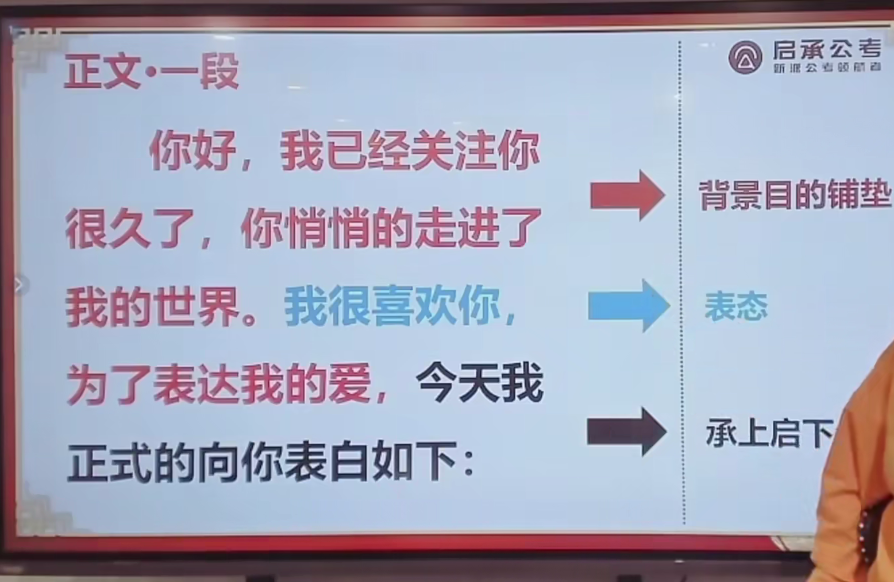 正文·一段
启承公考
新派公考领航者
你好，我已经关注你
很久了，你悄悄的走进了
我的世界。我很喜欢你，
为了表达我的爱，今天我
正式的向你表白如下：
背景目的铺垫
表态
承上启下